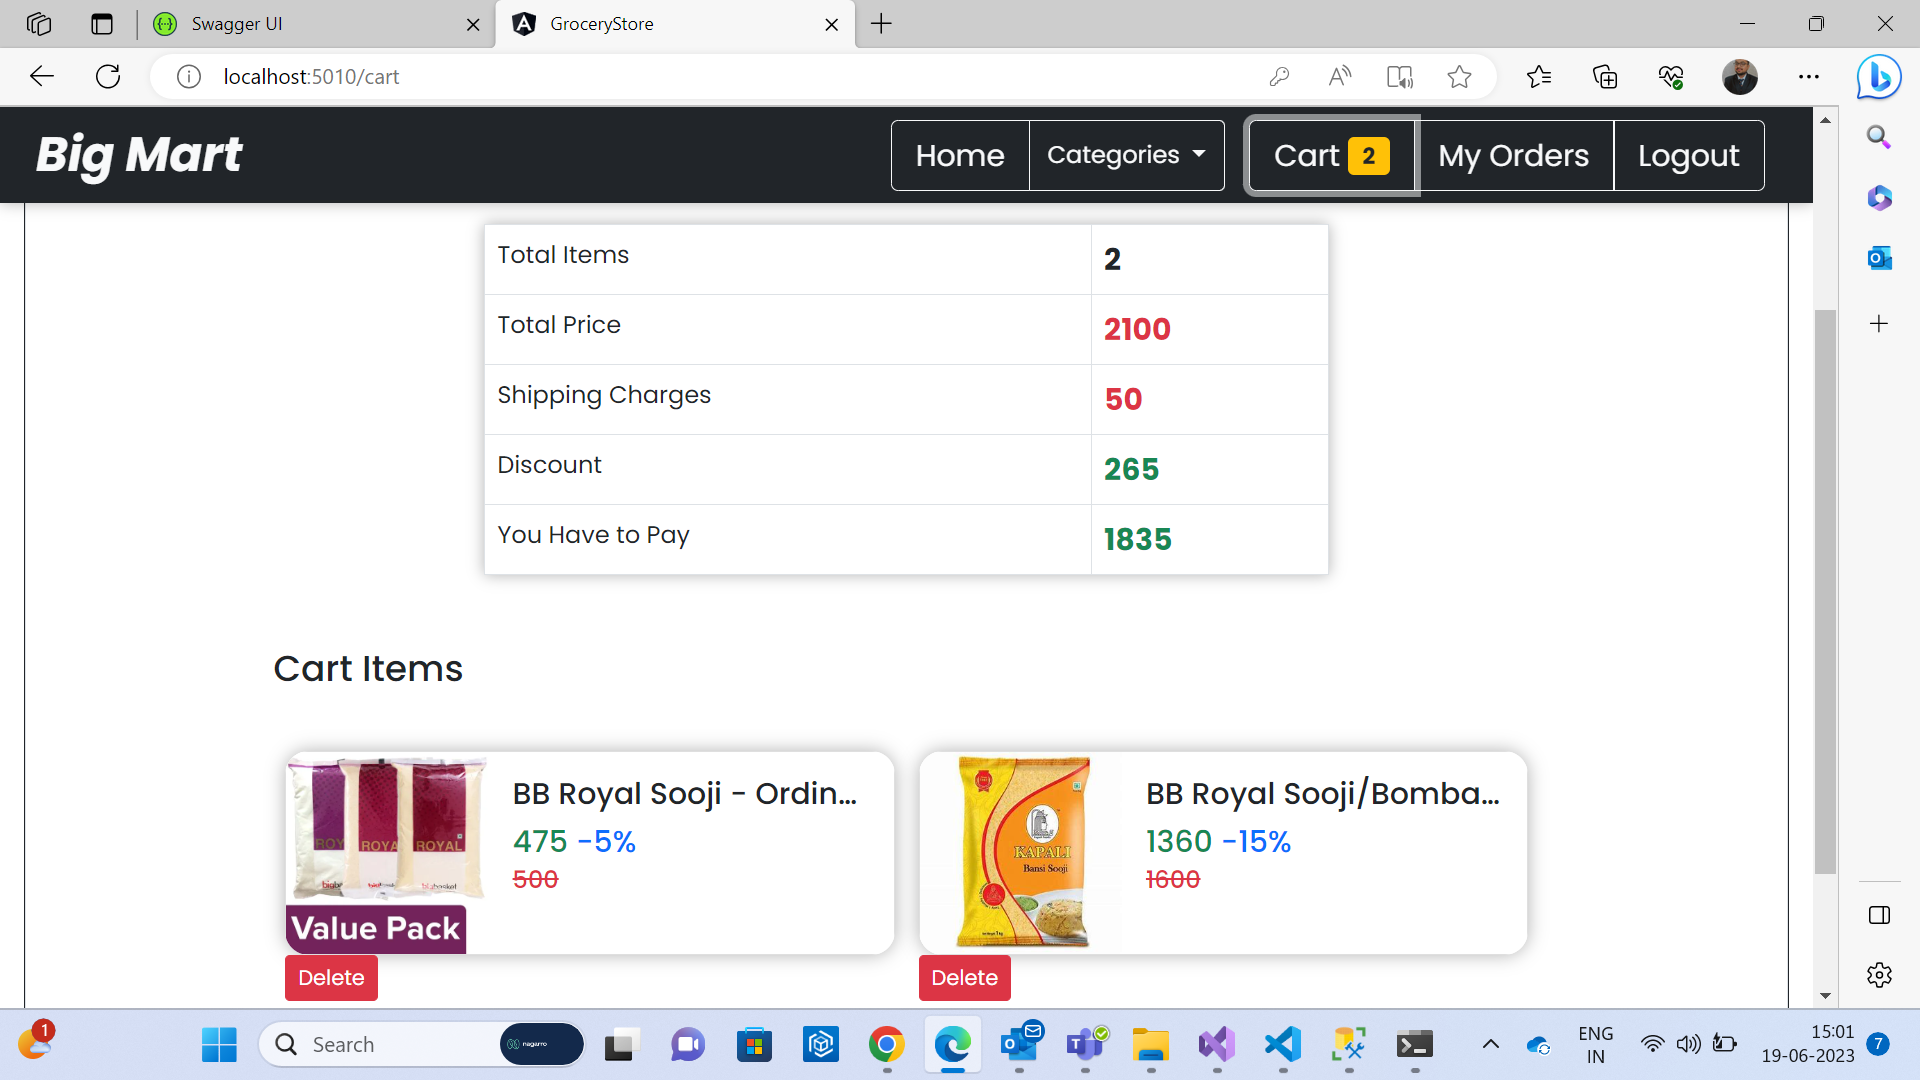 Swagger UI
GroceryStore
localhost:5010/cart
Big Mart
Home
Categories
Cart 2
My Orders
Logout
Total Items
2
Total Price
2100
Shipping Charges
50
Discount
265
You Have to Pay
1835
Cart Items
BB Royal Sooji - Ordin...
475 -5%
500
ROYAL
Value Pack
Delete
BB Royal Sooji/Bomba...
1360 -15%
1600
KAPALI
Bansi Sooji
Delete
1
Search
nagarro
ENG
IN
15:01
19-06-2023
7